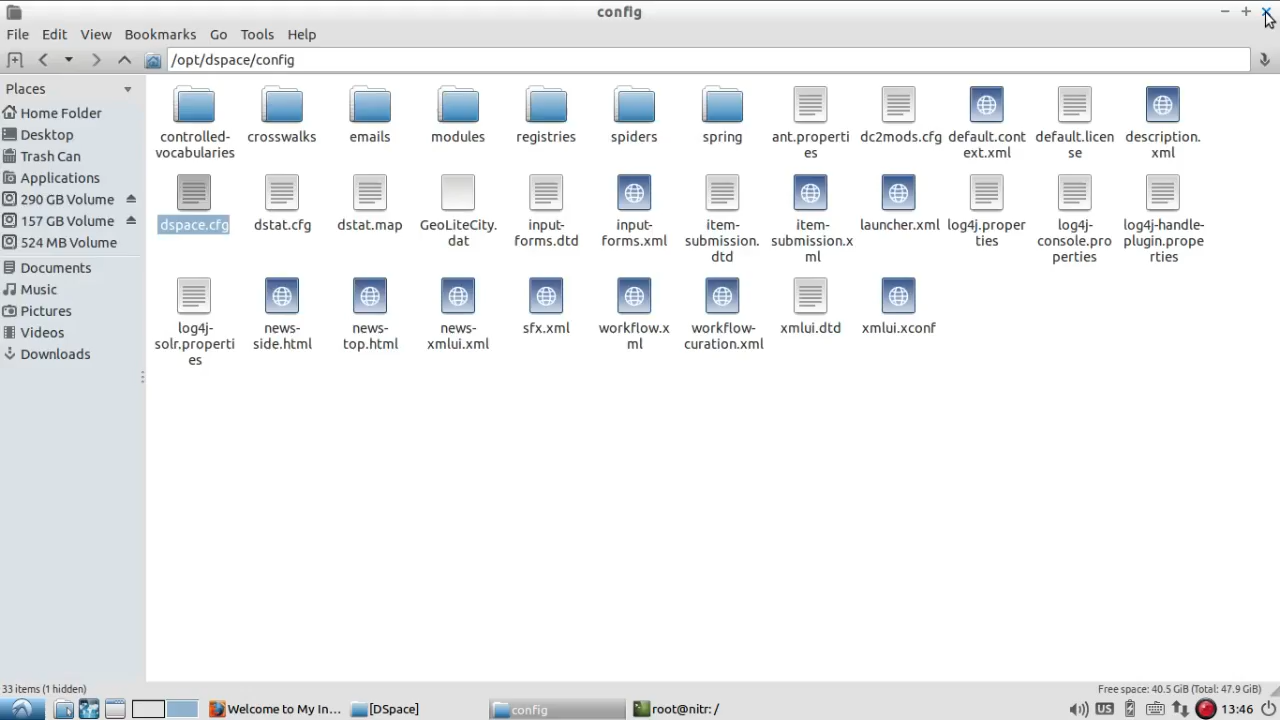 config
File Edit View Bookmarks Go Tools Help
/opt/dspace/config
Places
Home Folder
Desktop
Trash Can
Applications
290 GB Volume
157 GB Volume
524 MB Volume
Documents
Music
Pictures
Videos
Downloads
controlled-
vocabularies
crosswalks
emails
modules
registries
spiders
spring
ant.properti
es
dc2mods.cfg
default.cont
ext.xml
default.licen
se
description.
xml
dspace.cfg
dstat.cfg
dstat.map
GeoLiteCity.
dat
input-
forms.dtd
input-
forms.xml
item-
submission.
dtd
item-
submission.x
ml
launcher.xml
log4j.proper
ties
log4j-
console.pro
perties
log4j-handle-
plugin.prope
rties
log4j-
solr.properti
es
news-
side.html
news-
top.html
news-
xmlui.xml
sfx.xml
workflow.x
ml
workflow-
curation.xml
xmlui.dtd
xmlui.xconf
33 items (1 hidden)
Free space: 40.5 GiB (Total: 47.9 GiB)
Welcome to My In...
[DSpace]
config
root@nitr: /
US
13:46